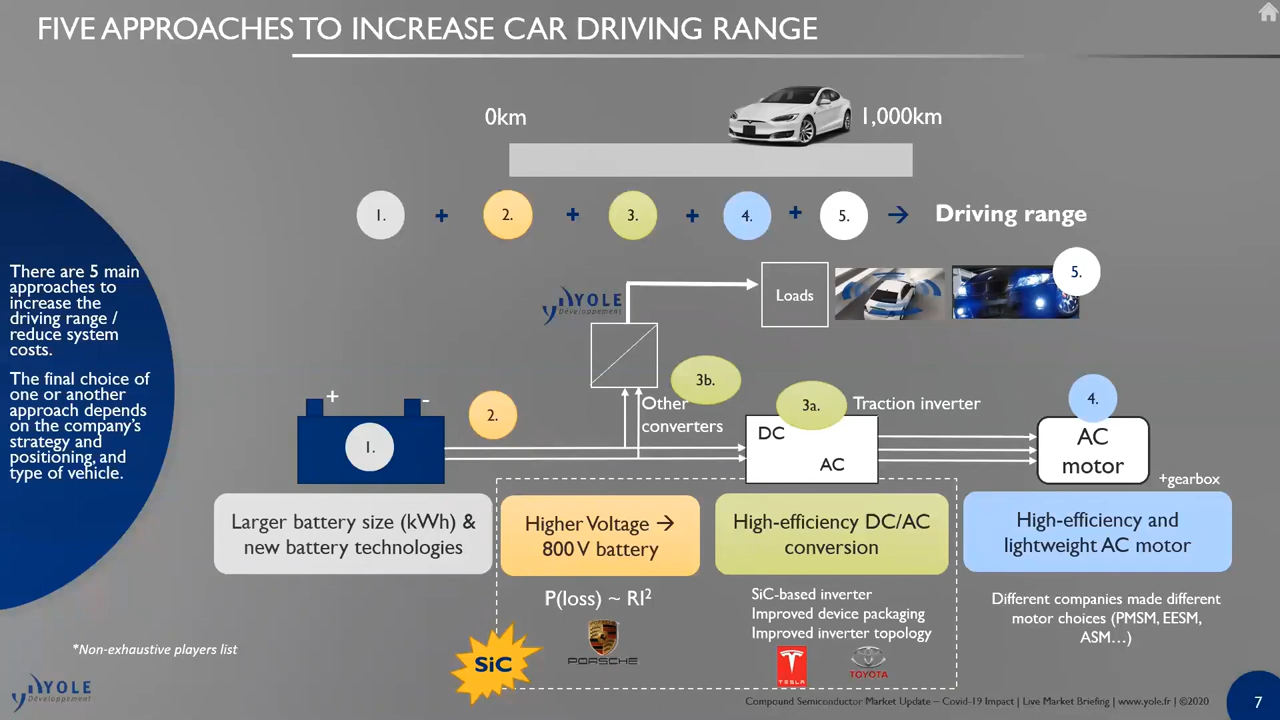 FIVE APPROACHES TO INCREASE CAR DRIVING RANGE
0km
1,000km
1.
+
2.
+
3.
+
4.
+
5.
→
Driving range
There are 5 main
approaches to
increase the
driving range /
reduce system
costs.
The final choice of
one or another
approach depends
on the company's
strategy and
positioning, and
type of vehicle.
YOLE
Développement
Loads
5.
3b.
Other
converters
+
-
1.
2.
3a.
Traction inverter
DC
AC
4.
AC
motor
+gearbox
Larger battery size (kWh) &
new battery technologies
Higher Voltage →
800 V battery
High-efficiency DC/AC
conversion
High-efficiency and
lightweight AC motor
P(loss) ~ RI²
PORSCHE
SiC-based inverter
Improved device packaging
Improved inverter topology
TESLA
TOYOTA
Different companies made different
motor choices (PMSM, EESM,
ASM…)
SiC
*Non-exhaustive players list
YOLE
Développement
Compound Semiconductor Market Update – Covid-19 Impact | Live Market Briefing | www.yole.fr | ©2020
7